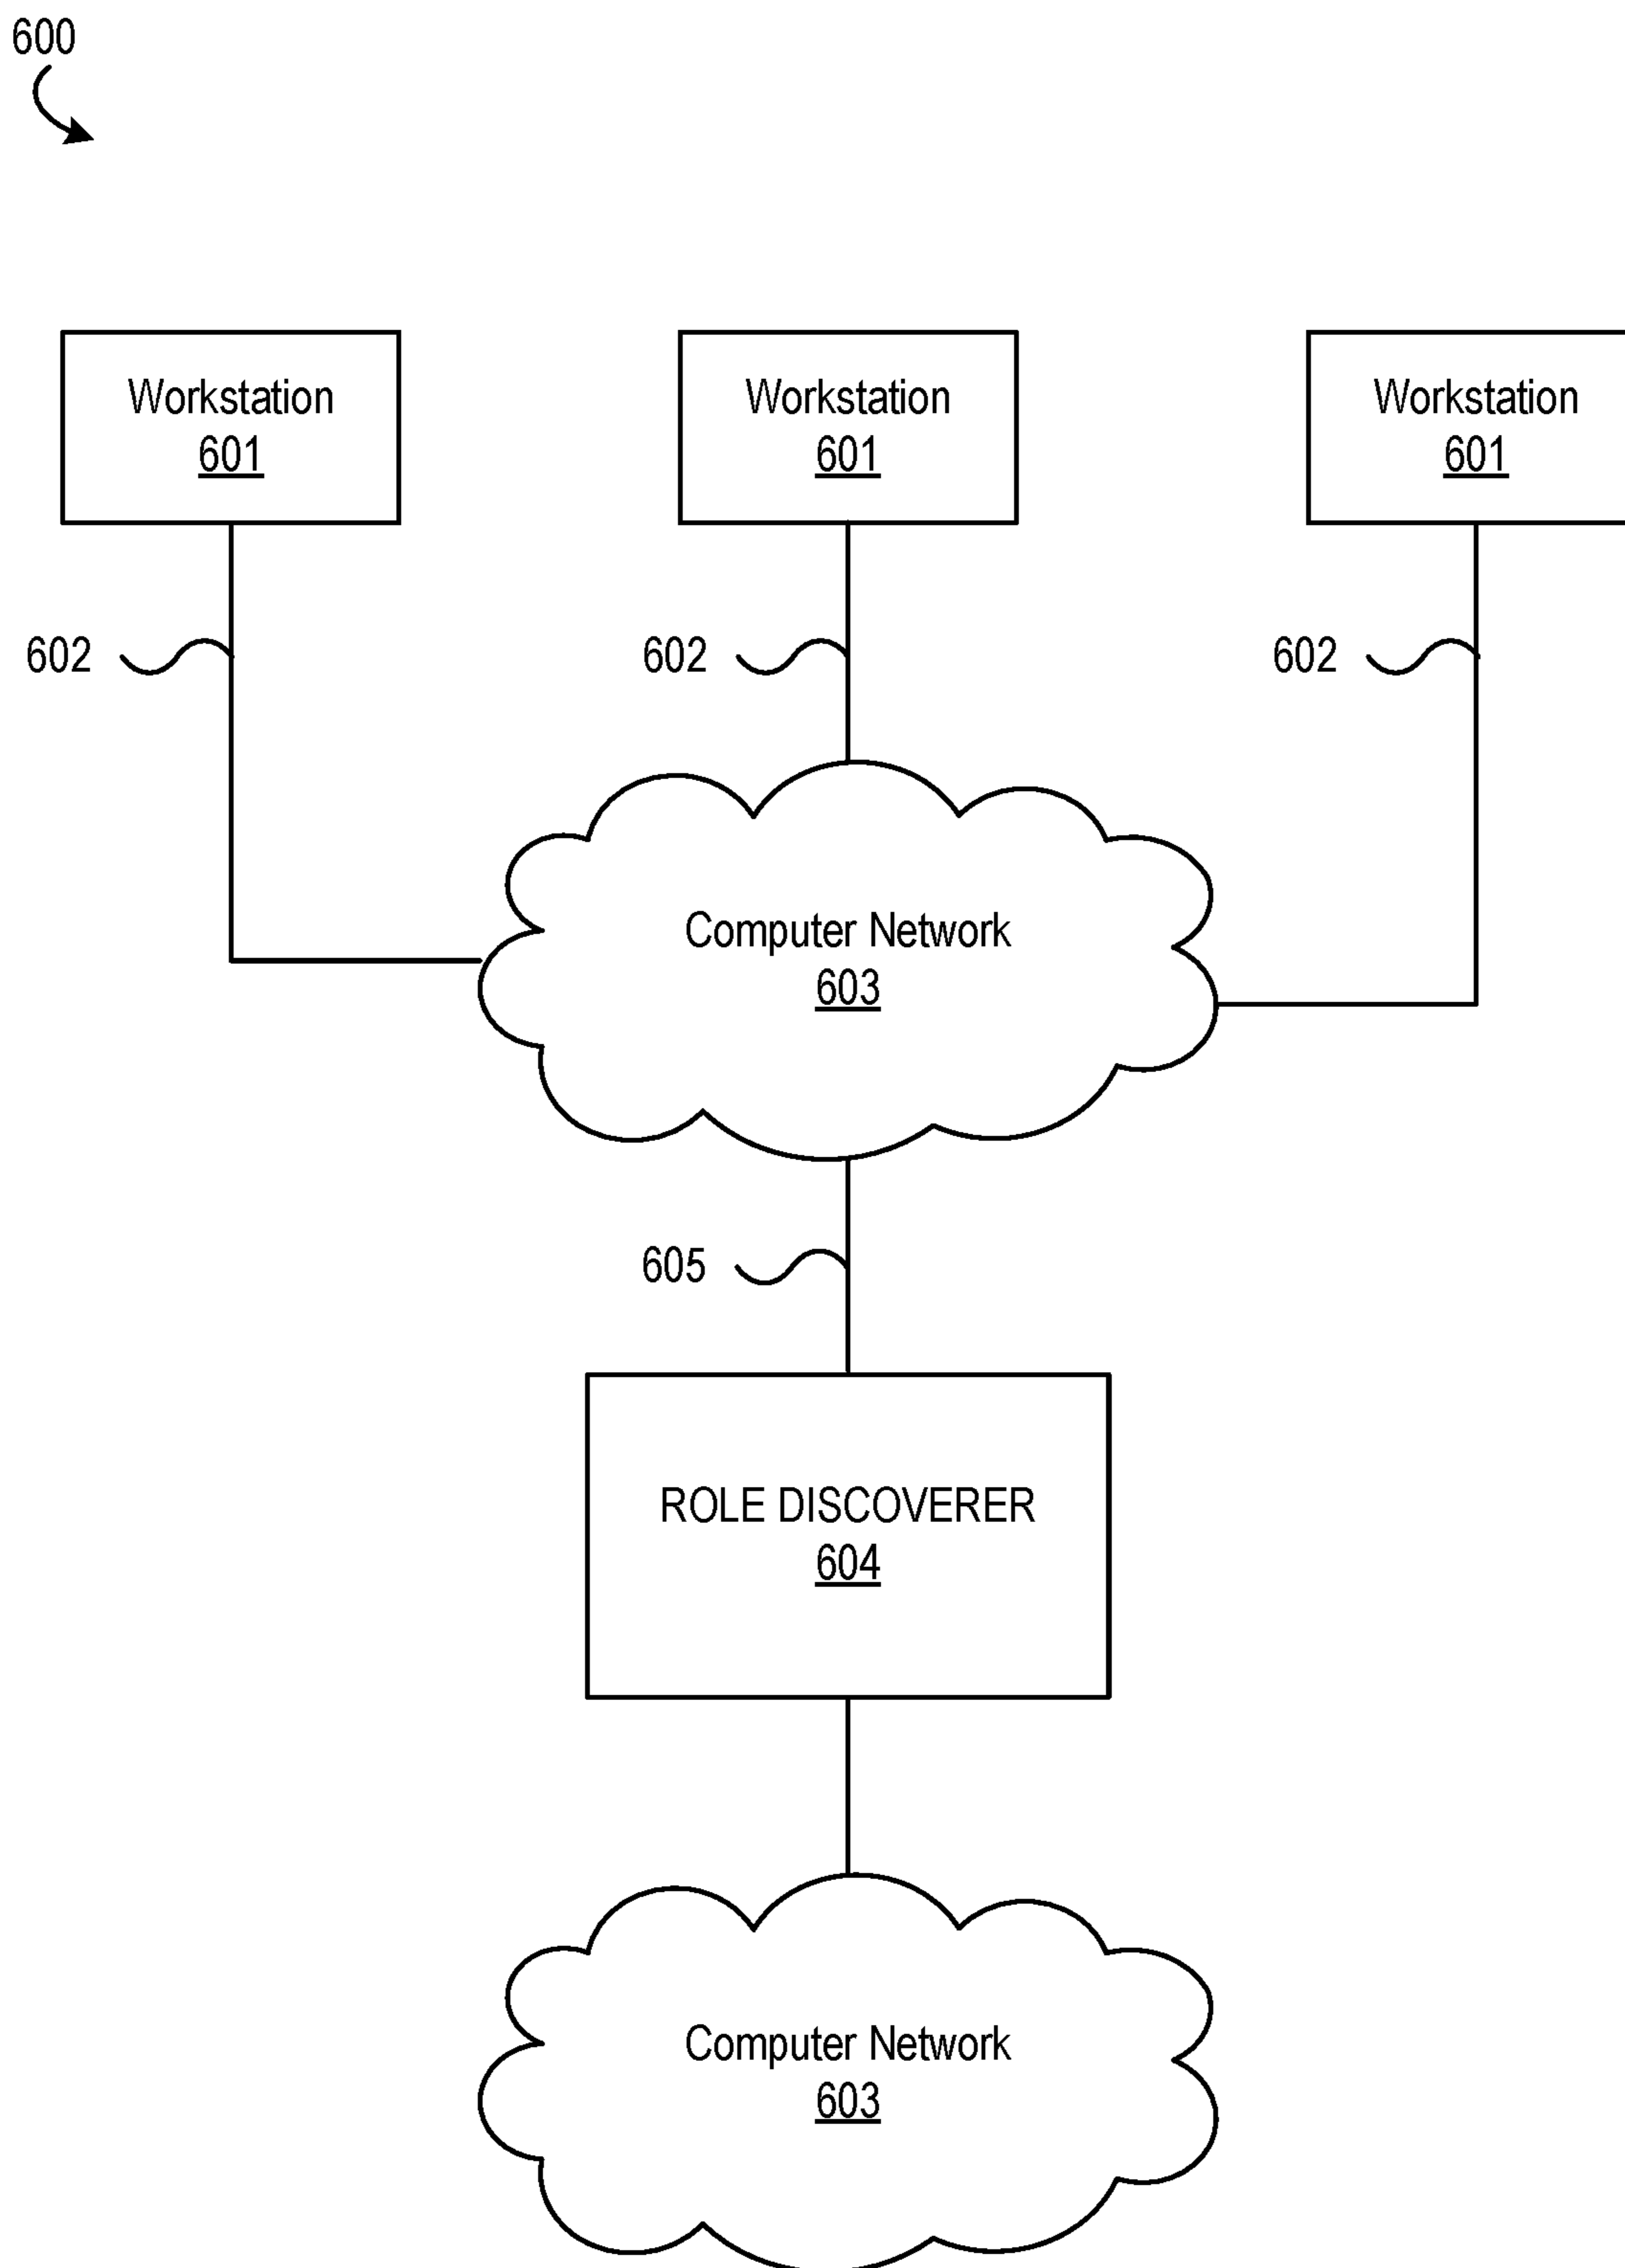 600
Workstation
601
Workstation
601
Workstation
601
602
602
602
Computer Network
603
605
ROLE DISCOVERER
604
Computer Network
603